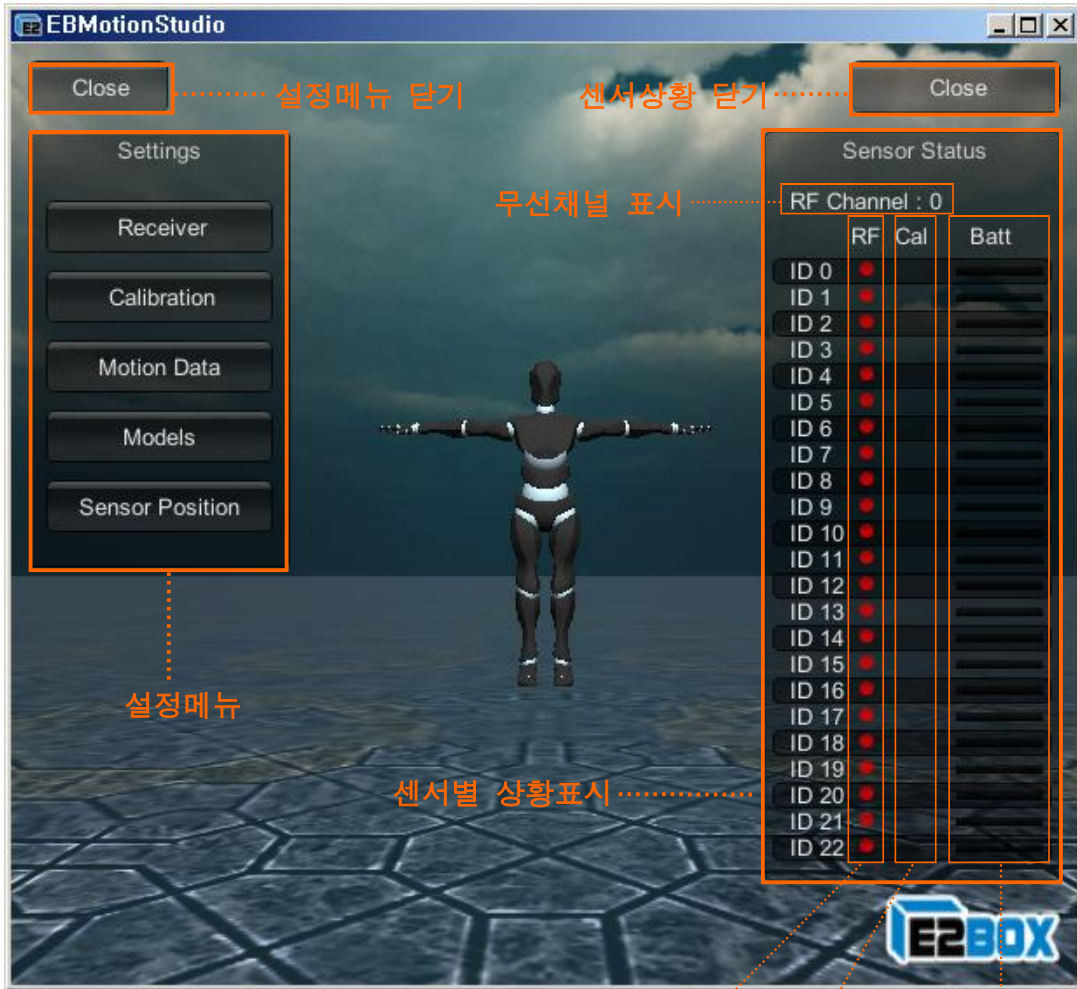 EBMotionStudio
Close
설정메뉴 닫기
센서상황 닫기
Close
Settings
Receiver
Calibration
Motion Data
Models
Sensor Position
설정메뉴
Sensor Status
무선채널 표시
RF Channel : 0
RF Cal Batt
ID 0
ID 1
ID 2
ID 3
ID 4
ID 5
ID 6
ID 7
ID 8
ID 9
ID 10
ID 11
ID 12
ID 13
ID 14
ID 15
ID 16
ID 17
ID 18
ID 19
ID 20
ID 21
ID 22
센서별 상황표시
E2BOX